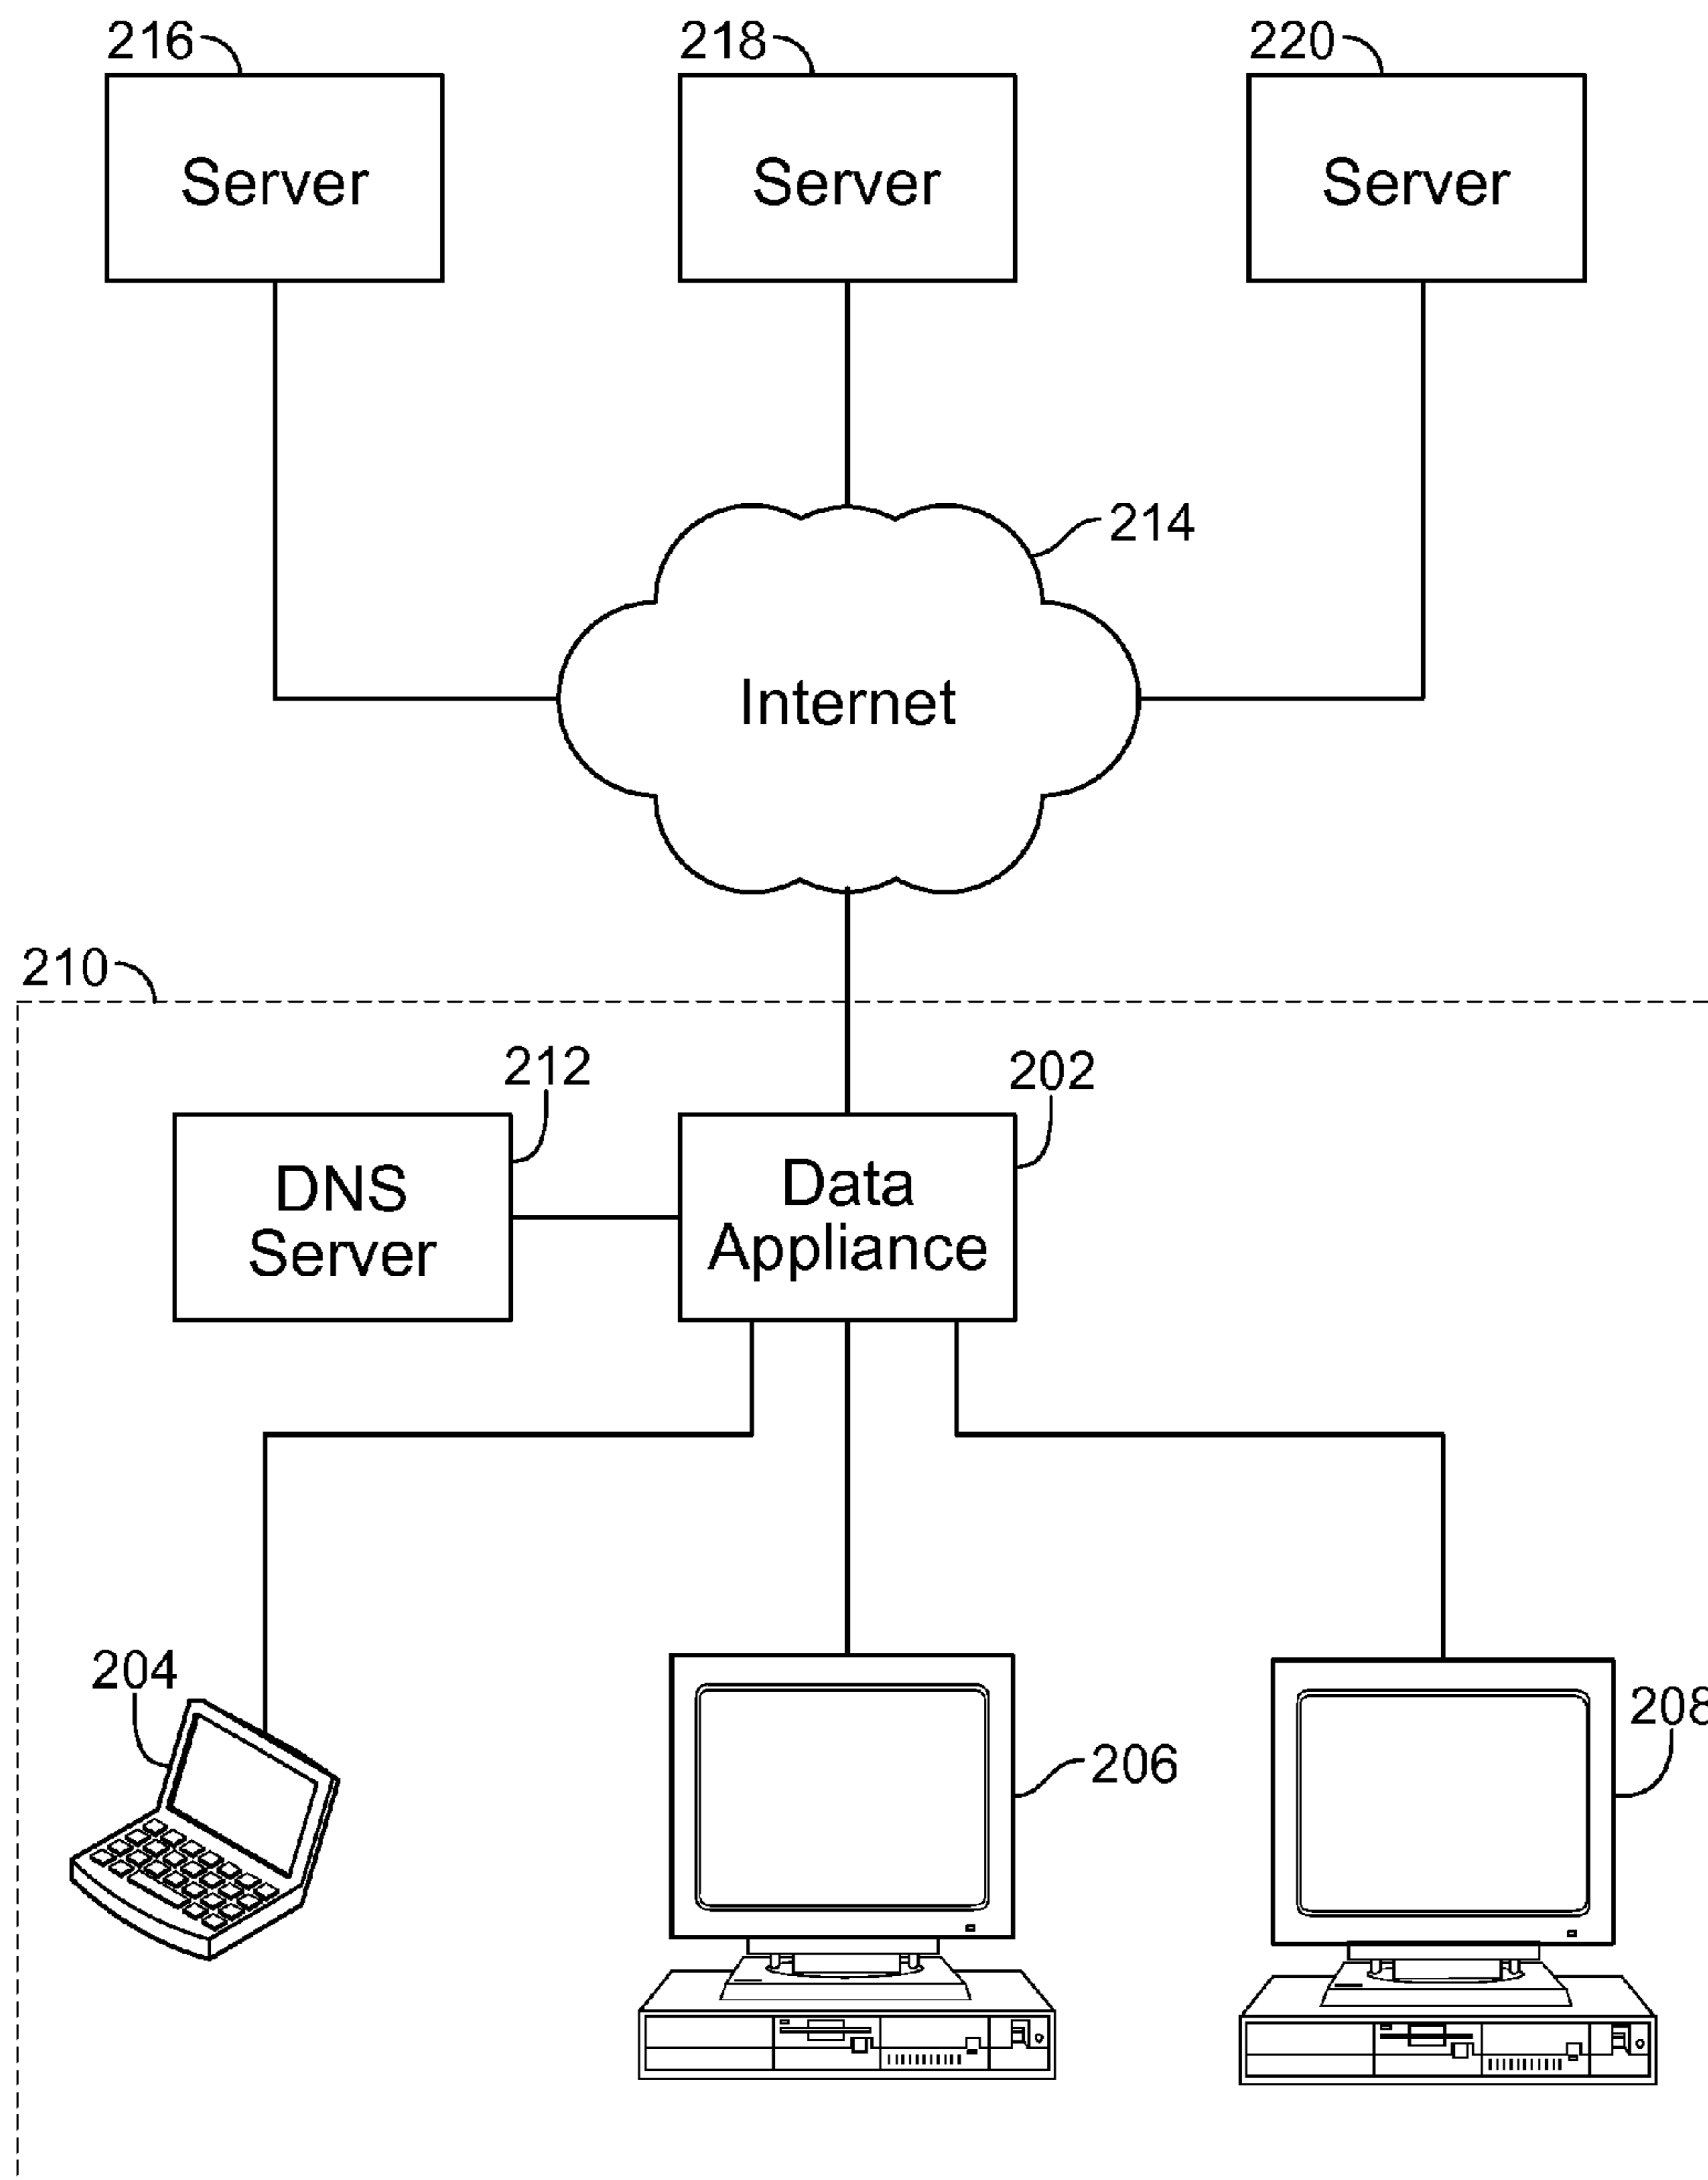 216
218
220
Server
Server
Server
214
Internet
210
212
202
DNS
Server
Data
Appliance
204
206
208